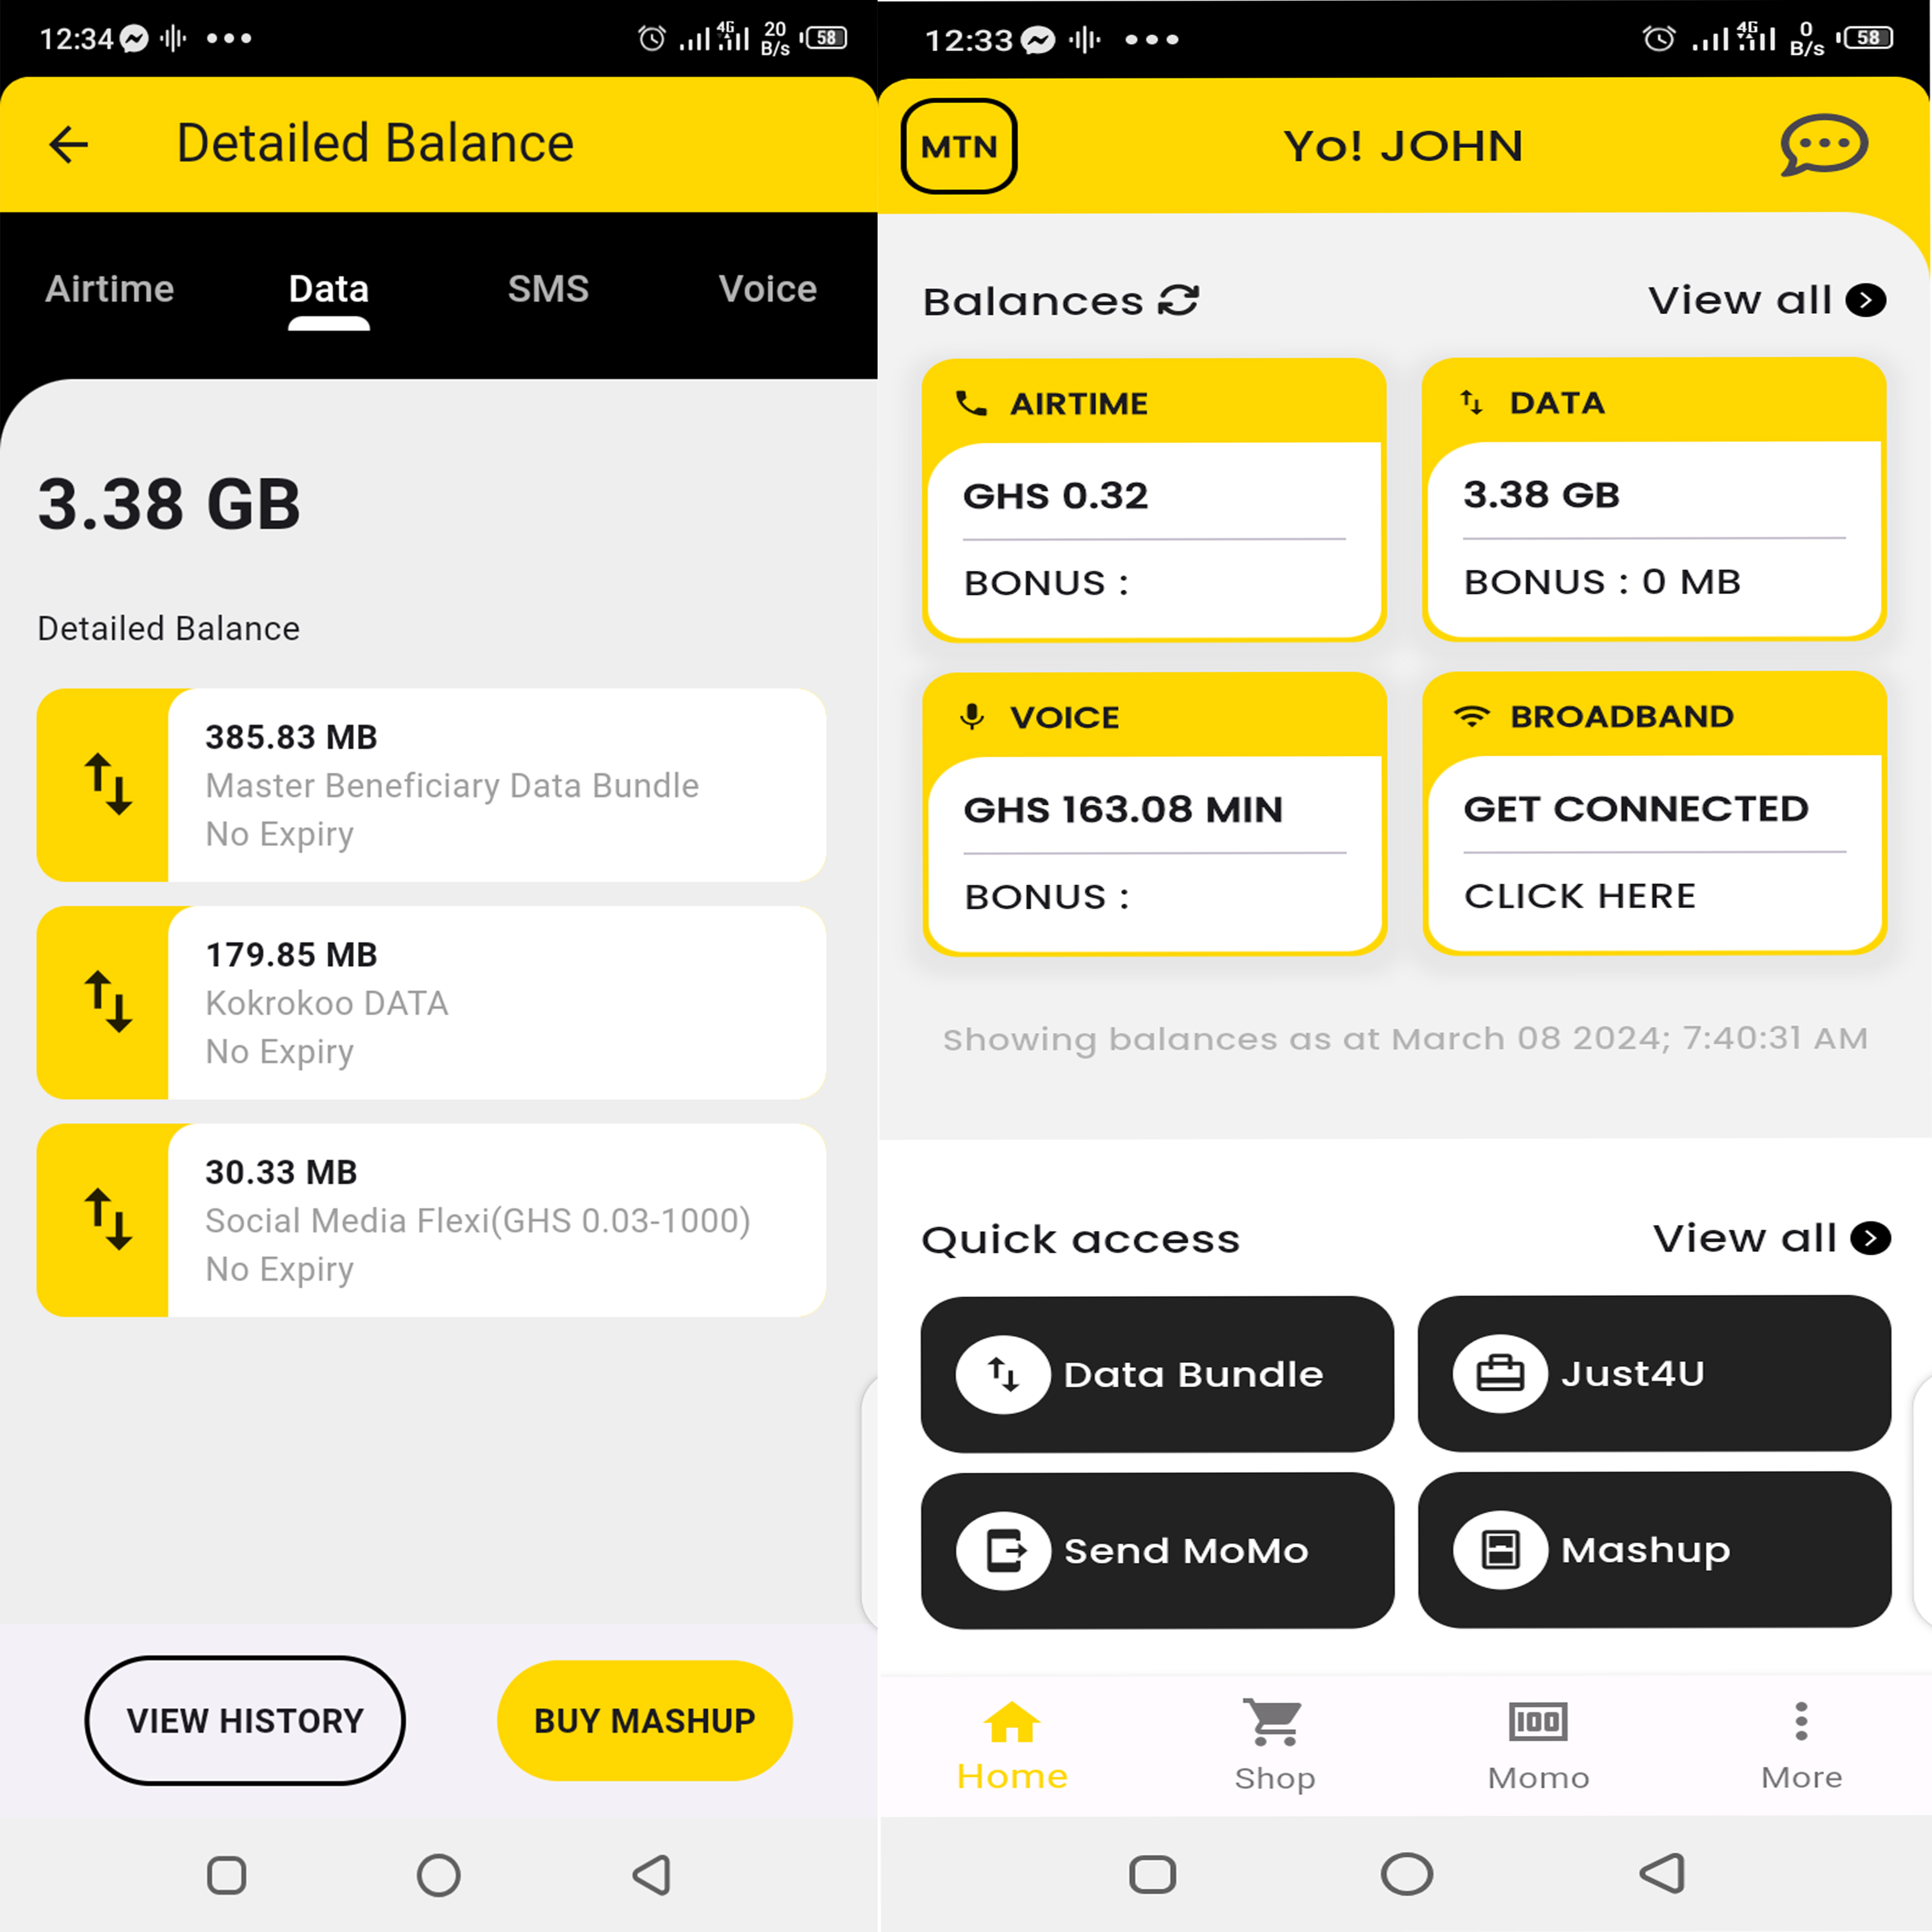 12:34
4G
20
B/s
58
Detailed Balance
Airtime
Data
SMS
Voice
3.38 GB
Detailed Balance
385.83 MB
Master Beneficiary Data Bundle
No Expiry
179.85 MB
Kokrokoo DATA
No Expiry
30.33 MB
Social Media Flexi(GHS 0.03-1000)
No Expiry
VIEW HISTORY
BUY MASHUP
12:33
4G
0
B/s
58
MTN
Yo! JOHN
Balances
View all
AIRTIME
GHS 0.32
BONUS :
DATA
3.38 GB
BONUS : 0 MB
VOICE
GHS 163.08 MIN
BONUS :
BROADBAND
GET CONNECTED
CLICK HERE
Showing balances as at March 08 2024; 7:40:31 AM
Quick access
View all
Data Bundle
Just4U
Send MoMo
Mashup
Home
Shop
100
Momo
More